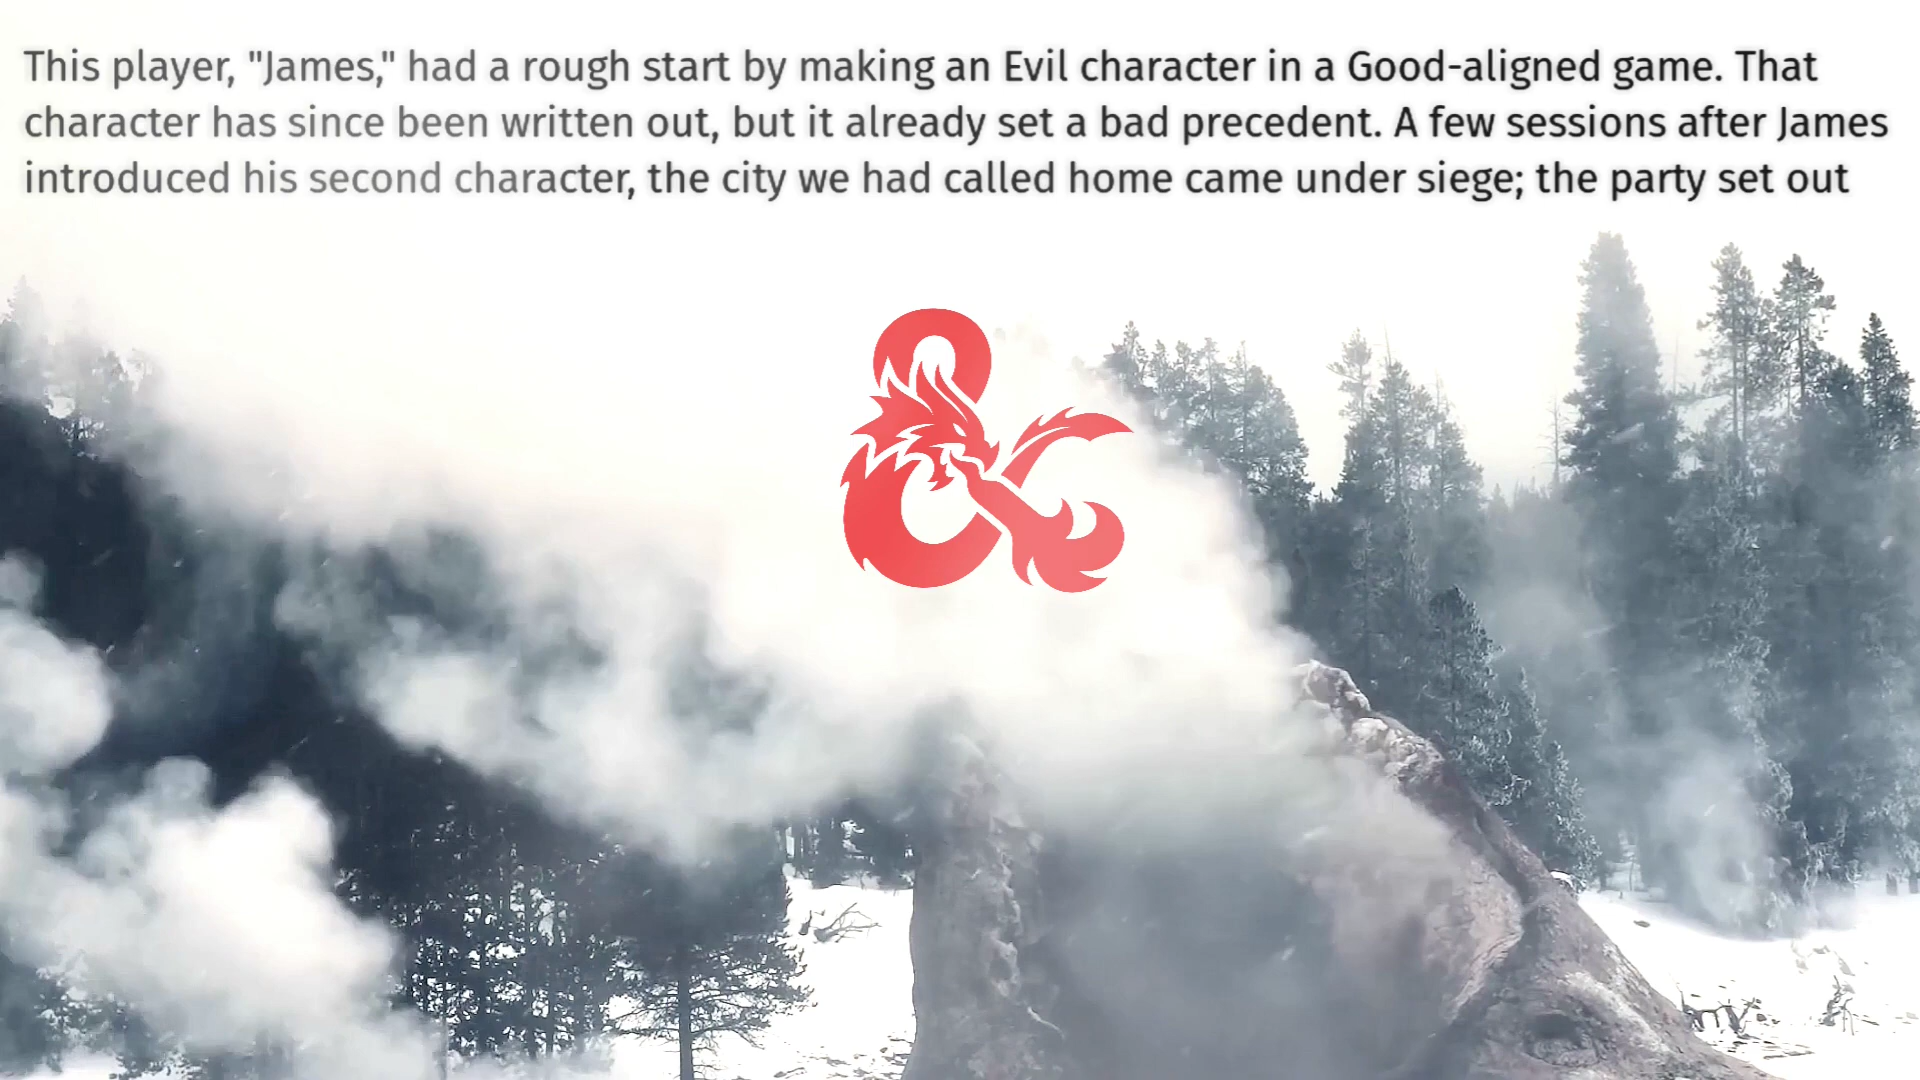 This player, "James," had a rough start by making an Evil character in a Good-aligned game. That
character has since been written out, but it already set a bad precedent. A few sessions after James
introduced his second character, the city we had called home came under siege; the party set out